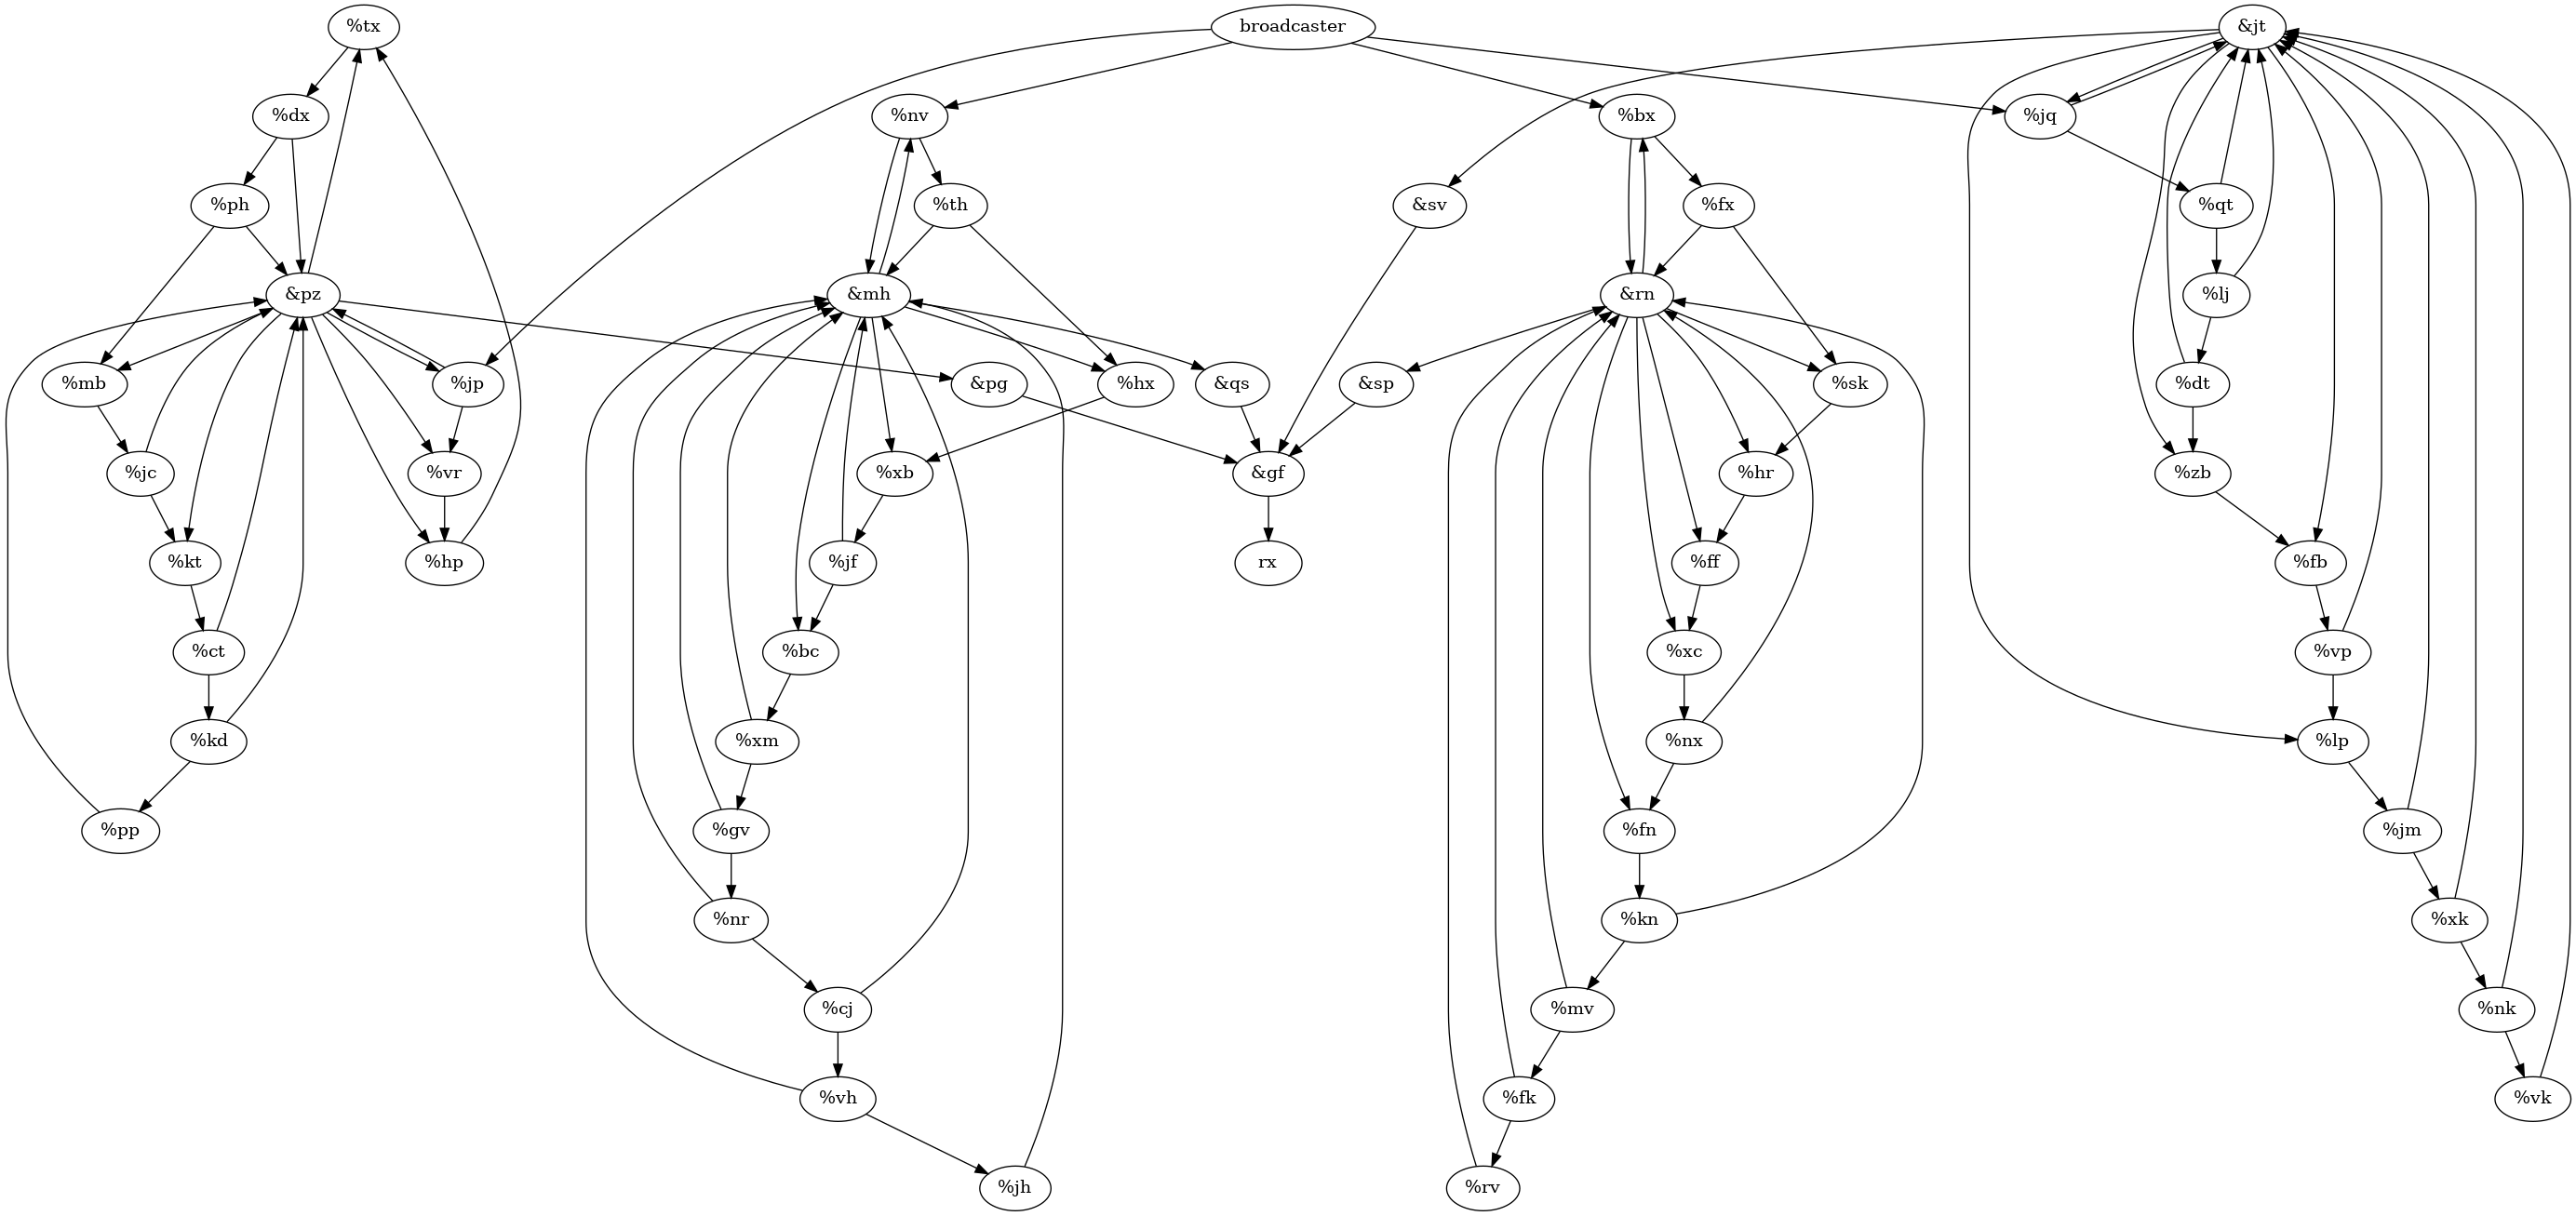 %tx
broadcaster
&jt
%dx
%nv
%bx
%jq
%ph
%th
&sv
%fx
%qt
&pz
&mh
&rn
%lj
%mb
%jp
&pg
%hx
&qs
&sp
%sk
%dt
%jc
%vr
%xb
&gf
%hr
%zb
%kt
%hp
%jf
rx
%ff
%fb
%ct
%bc
%xc
%vp
%kd
%xm
%nx
%lp
%pp
%gv
%fn
%jm
%nr
%kn
%xk
%cj
%mv
%nk
%vh
%fk
%vk
%jh
%rv